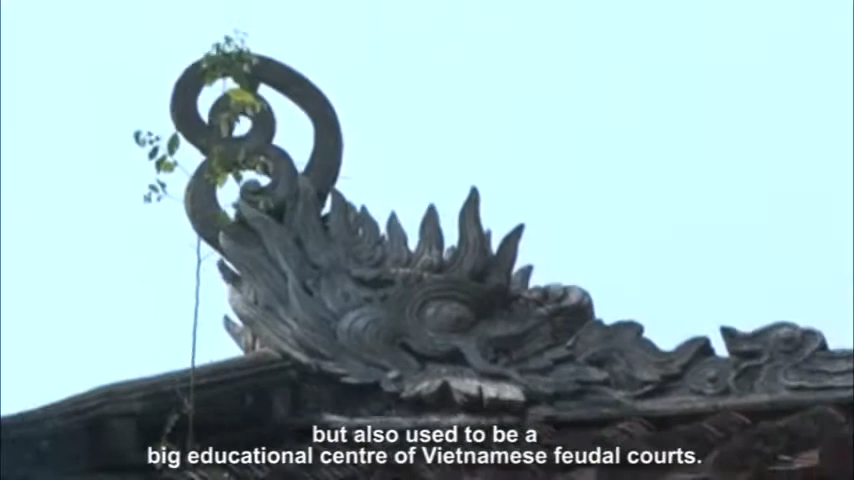 but also used to be a
big educational centre of Vietnamese feudal courts.